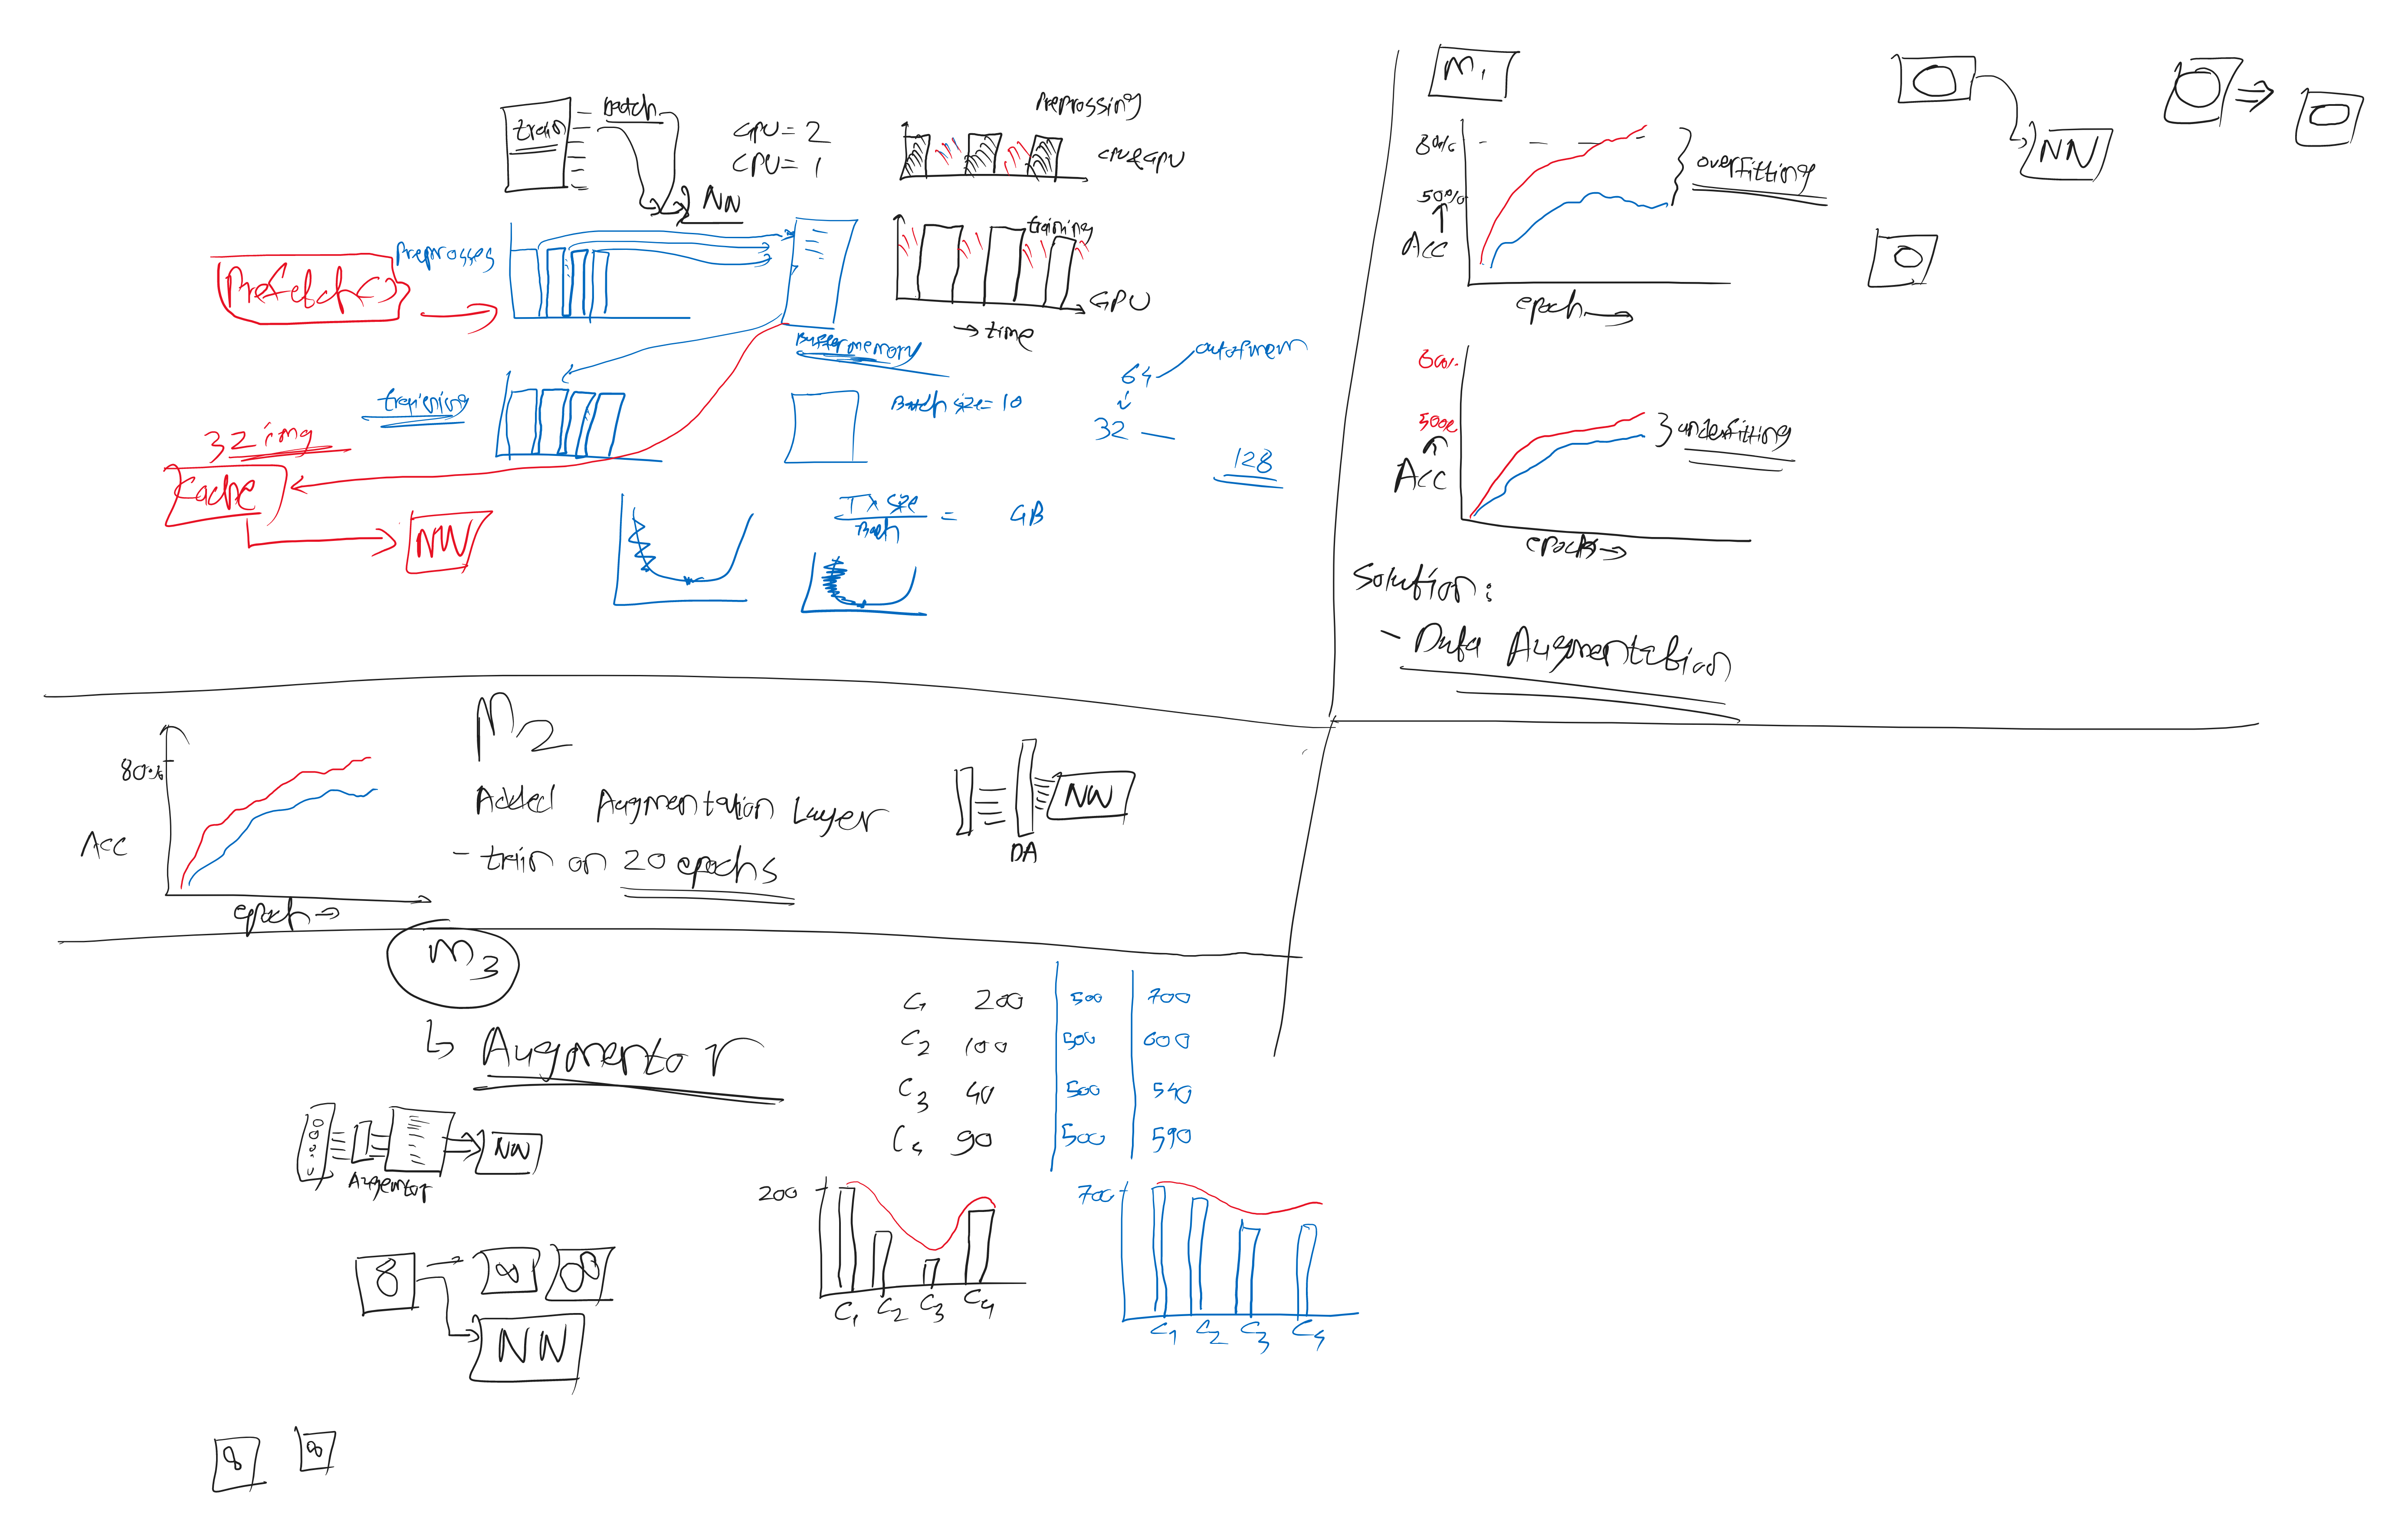 train
batch
GPU = 2
CPU = 1
NN
Preprossing
CPU & GPU
training
GPU
→ time
Preprosses
Prefetch()
Buffer memory
Batch size = 10
64
out of mem
32
128
32 img
Cache
NN
Batch
= GB
M1
80%
50%
Acc
epoch →
overfitting
NN
50%
Acc
epochs →
underfitting
Solution:
- Data Augmentation
M2
80%
Acc
epoch →
Added Augmentation Layer
- train on 20 epochs
DA
NN
M3
↳ Augmentor
Augmentor
NN
C1 200 500 700
C2 100 500 600
C3 40 500 540
C4 90 500 590
200
C1 C2 C3 C4
700
C1 C2 C3 C4
8
8
8
NN
8
8